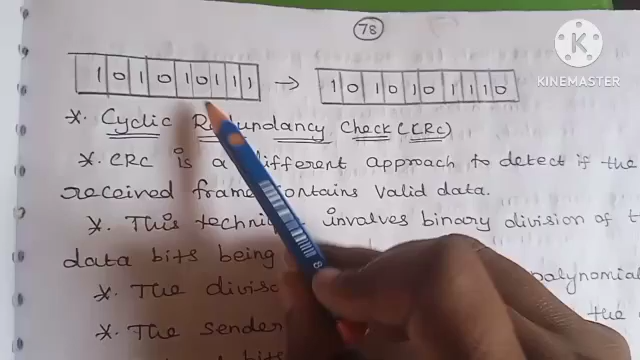 78
1 0 1 0 1 0 1 1 1 → 1 0 1 0 1 0 1 1 1 0
*. Cyclic Redundancy Check (CRC)
*. CRC is a different approach to detect if the
received frame contains valid data.
*. This technique involves binary division of
data bits being polynomial
*. The
*. The sender the
KINEMASTER